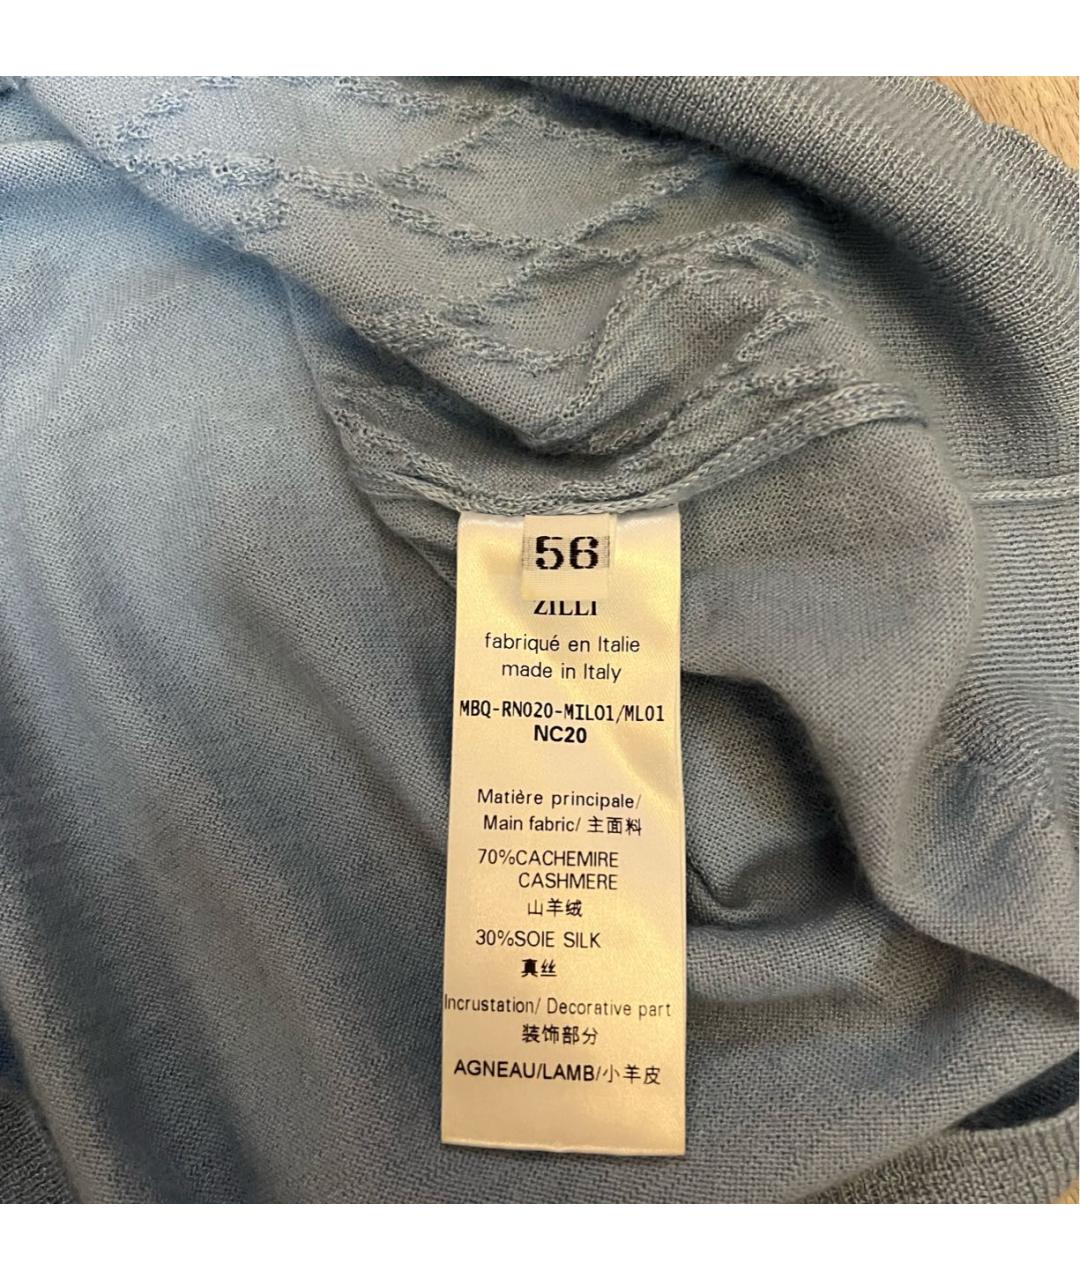 56
ZILLI
fabriqué en Italie
made in Italy
MBQ-RN020-MIL01/ML01
NC20
Matière principale/
Main fabric/ 主面料
70%CACHEMIRE
CASHMERE
山羊绒
30%SOIE SILK
真丝
Incrustation/ Decorative part
装饰部分
AGNEAU/LAMB/小羊皮